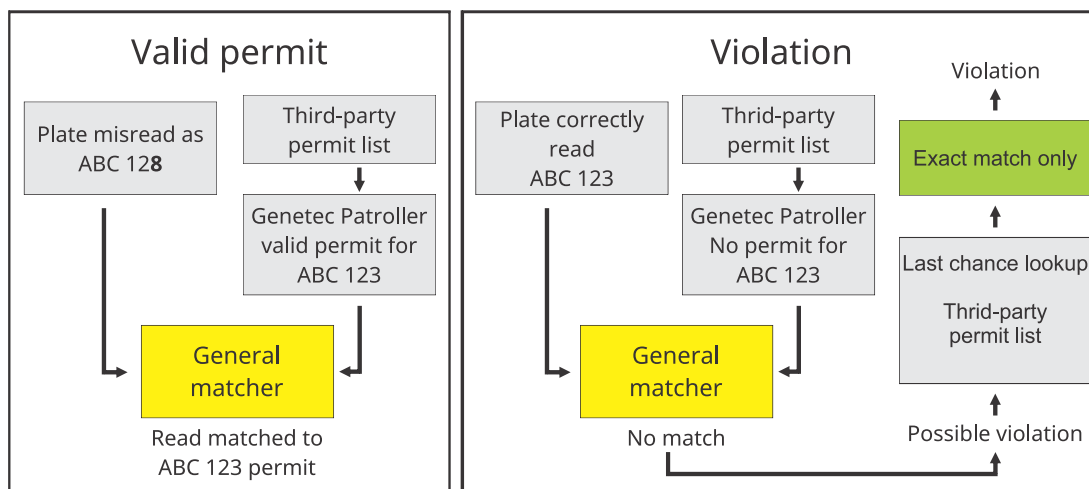 Valid permit
Plate misread as
ABC 128
Third-party
permit list
Genetec Patroller
valid permit for
ABC 123
General
matcher
Read matched to
ABC 123 permit
Violation
Plate correctly
read
ABC 123
Thrid-party
permit list
Genetec Patroller
No permit for
ABC 123
General
matcher
No match
Possible violation
Last chance lookup
Thrid-party
permit list
Exact match only
Violation